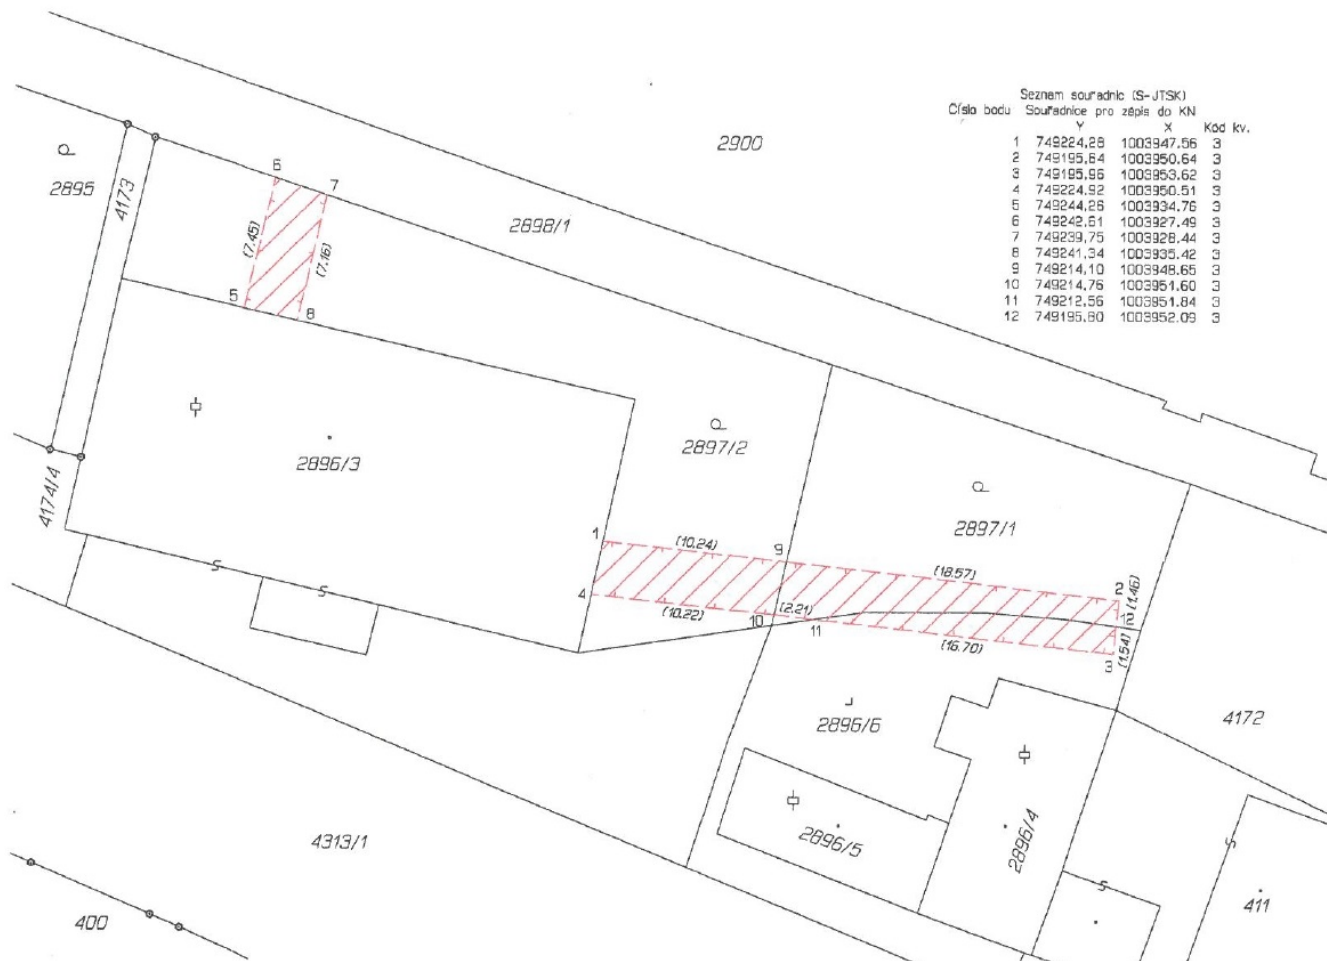 Seznam souřadnic (S-JTSK)
Číslo bodu Souřadnice pro zápis do KN
Y X Kód kv.
1 749224.28 1003947.56 3
2 749195.64 1003950.64 3
3 749195.96 1003953.62 3
4 749224.92 1003950.51 3
5 749244.26 1003934.76 3
6 749242.61 1003927.49 3
7 749239.75 1003928.44 3
8 749241.34 1003935.42 3
9 749214.10 1003948.65 3
10 749214.76 1003951.60 3
11 749212.56 1003951.84 3
12 749195.80 1003952.09 3
2900
2895
4173
6
7
2898/1
(7.45)
(7.16)
5
8
2897/2
2896/3
4174/4
2897/1
1
(10.24)
9
(18.57)
2
(1.46)
4
(10.22)
(2.21)
10
11
12
(16.70)
3
(1.54)
2896/6
4172
4313/1
2896/5
2896/4
411
400